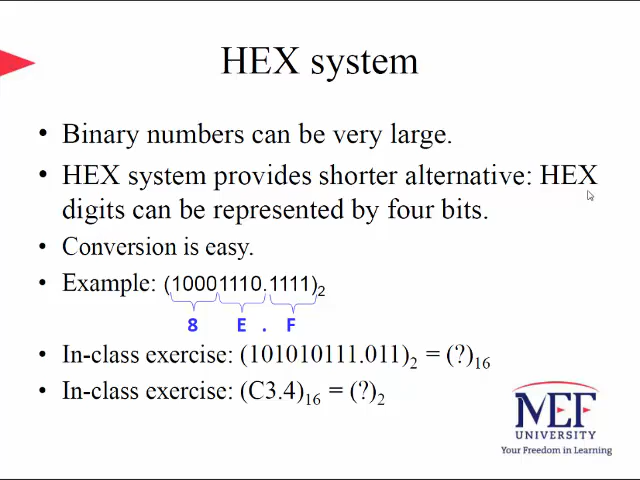 HEX system
• Binary numbers can be very large.
• HEX system provides shorter alternative: HEX
digits can be represented by four bits.
• Conversion is easy.
• Example: (10001110.1111)₂
8 E . F
• In-class exercise: (101010111.011)₂ = (?)₁₆
• In-class exercise: (C3.4)₁₆ = (?)₂
MEF
UNIVERSITY
Your Freedom in Learning